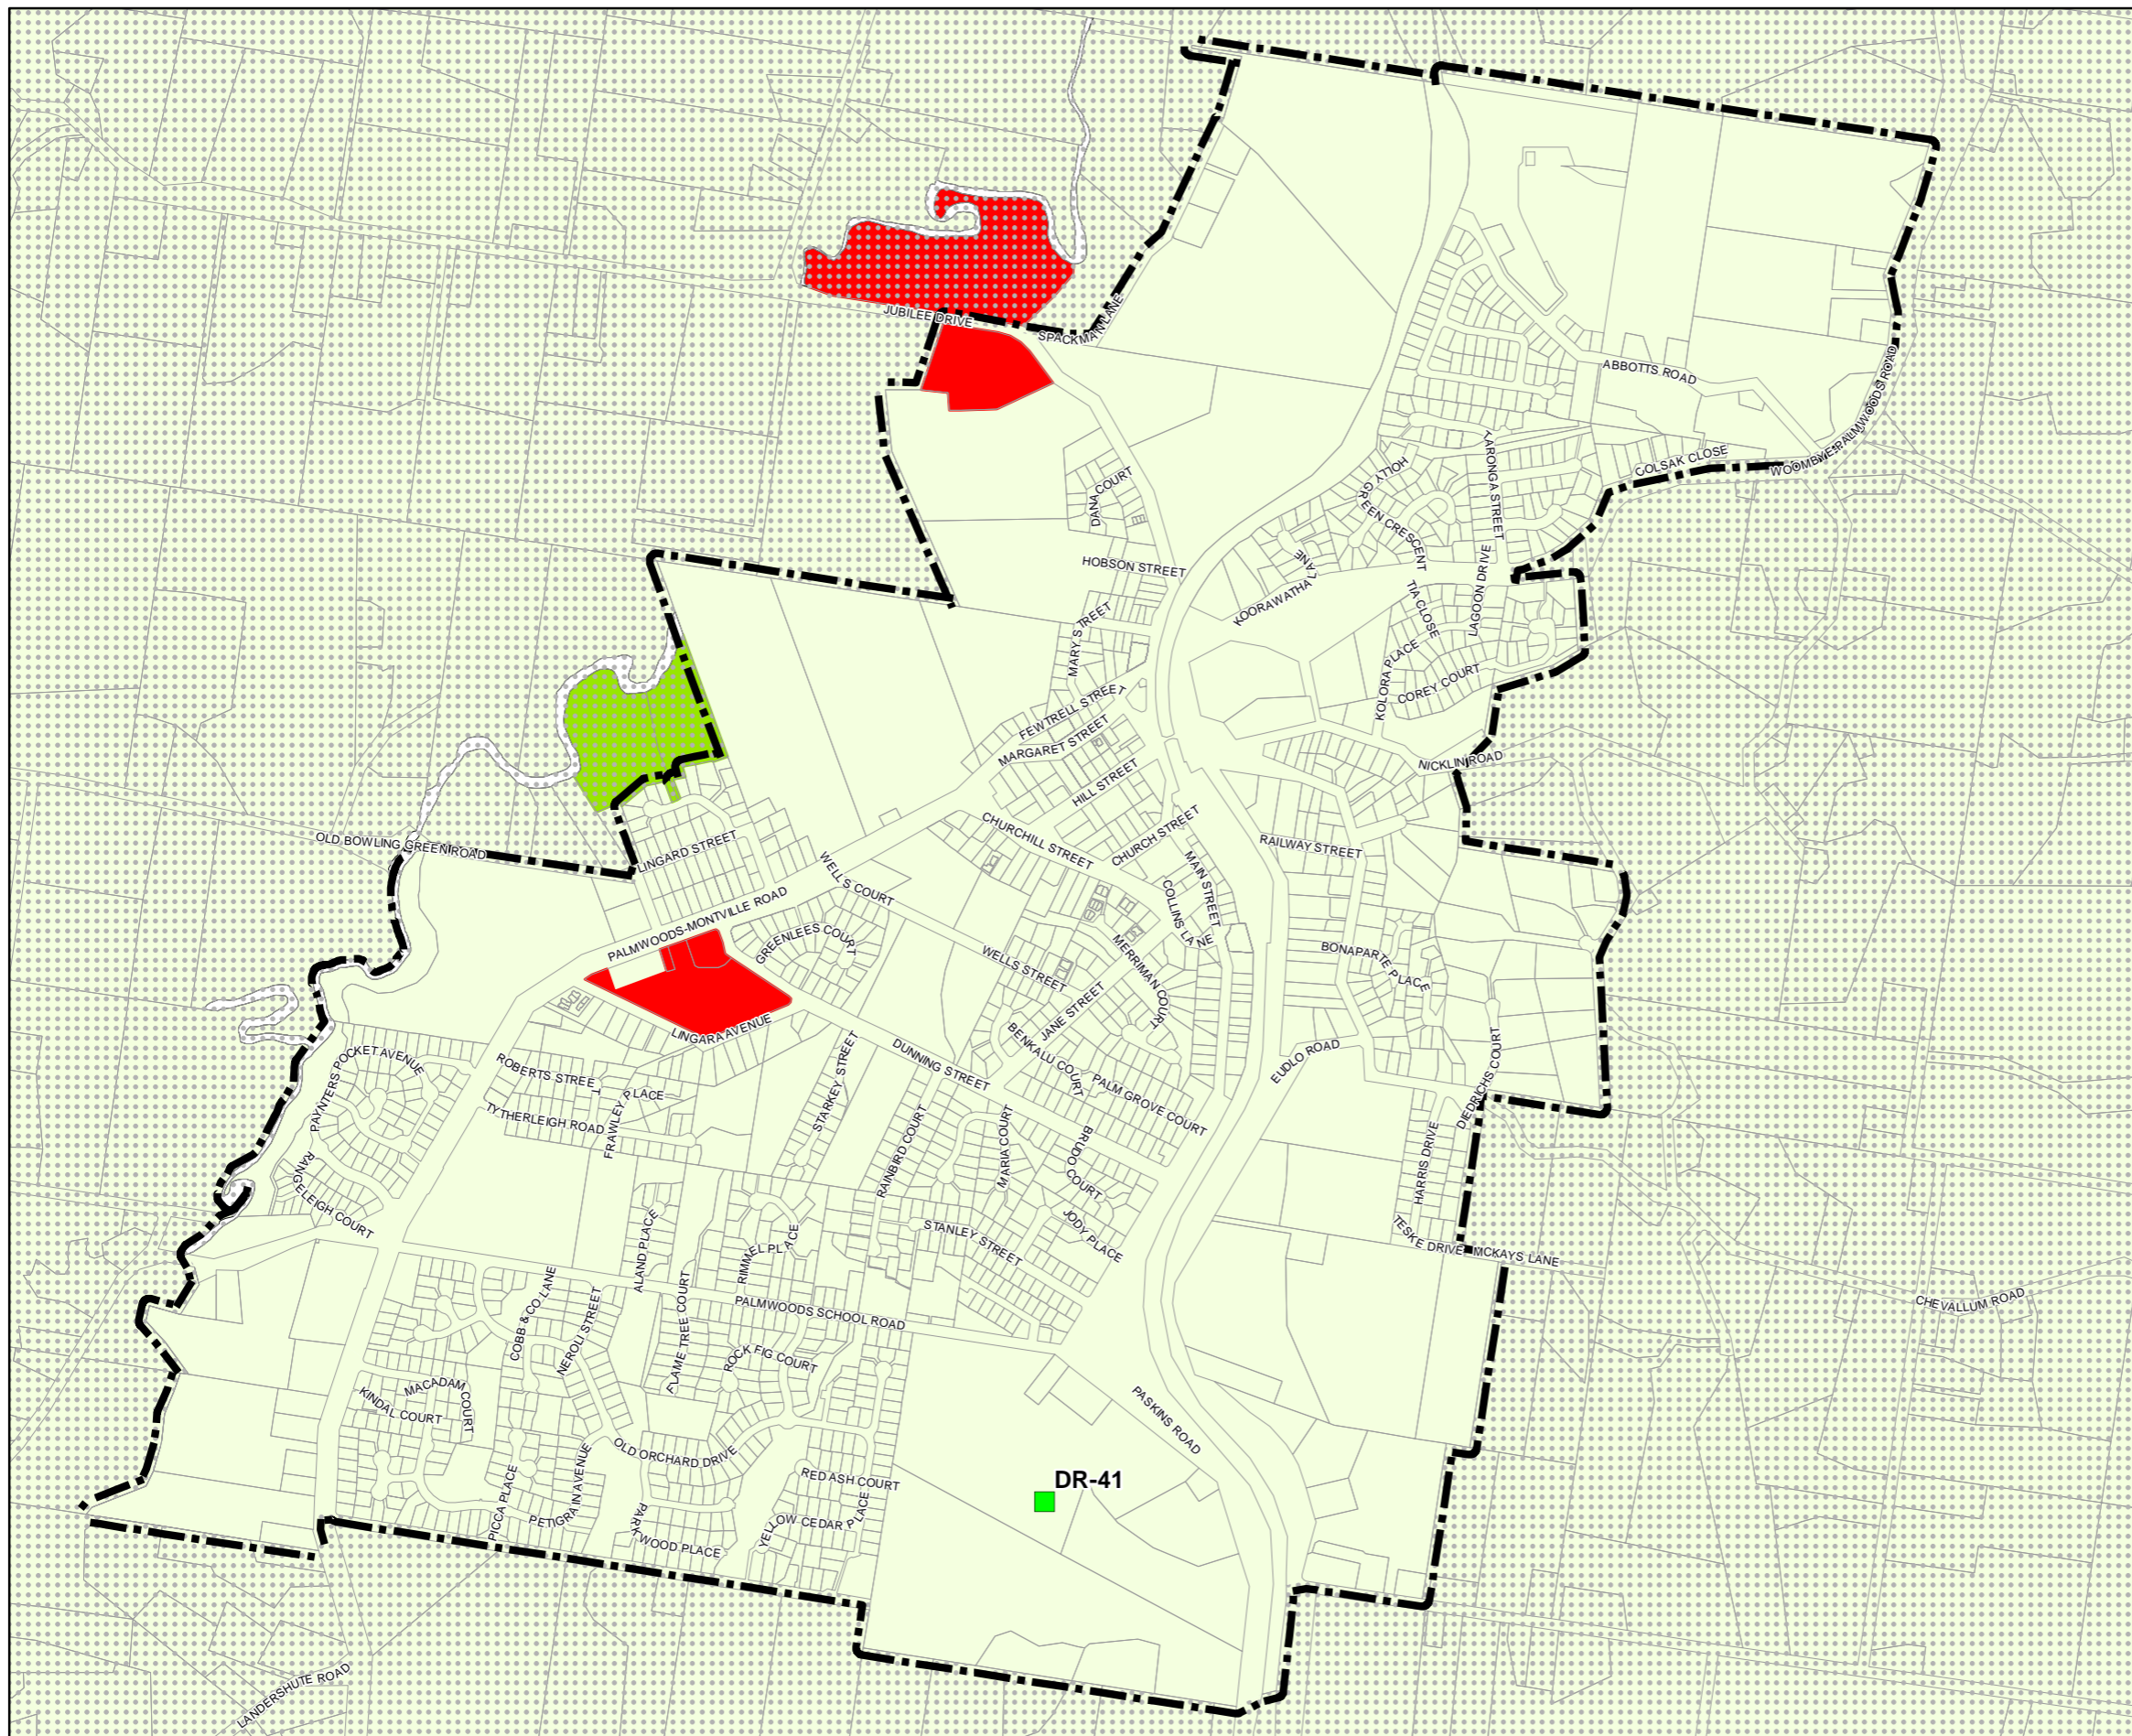 JUBILEE DRIVE
SPACKMAN LANE
ABBOTTS ROAD
WOOMBYE-PALMWOODS ROAD
COLSAK CLOSE
TARONGA STREET
HOLLY GREEN CRESCENT
DANA COURT
HOBSON STREET
KOORAWATHA LANE
LAGOON DRIVE
TIA CLOSE
MARY STREET
KOLORA PLACE
COREY COURT
FEWTRELL STREET
MARGARET STREET
NICKLIN ROAD
HILL STREET
OLD BOWLING GREEN ROAD
LINGARD STREET
CHURCHILL STREET
CHURCH STREET
RAILWAY STREET
WELLS COURT
MAIN STREET
COLLINS LANE
PALMWOODS-MONTVILLE ROAD
GREENLEES COURT
WELLS STREET
MERRIMAN COURT
BONAPARTE PLACE
LINGARA AVENUE
JANE STREET
DUNNING STREET
BENKALU COURT
EUDLO ROAD
PALM GROVE COURT
DIEDRICHS COURT
PAYNTERS POCKET AVENUE
ROBERTS STREET
FRAWLEY PLACE
TYTHERLEIGH ROAD
STARKEY STREET
RAINBIRD COURT
MARIA COURT
BRUDO COURT
HARRIS DRIVE
RANGELEIGH COURT
JODY PLACE
STANLEY STREET
TESKE DRIVE
MCKAYS LANE
ALAND PLACE
RIMMEL PLACE
CHEVALLUM ROAD
COBB & CO LANE
NEROLI STREET
FLAME TREE COURT
PALMWOODS SCHOOL ROAD
ROCK FIG COURT
MACADAM COURT
KINDAL COURT
PASKINS ROAD
OLD ORCHARD DRIVE
RED ASH COURT
DR-41
PICCA PLACE
PETIGRAIN AVENUE
PARKWOOD PLACE
YELLOW CEDAR PLACE
LANDERSHUTE ROAD